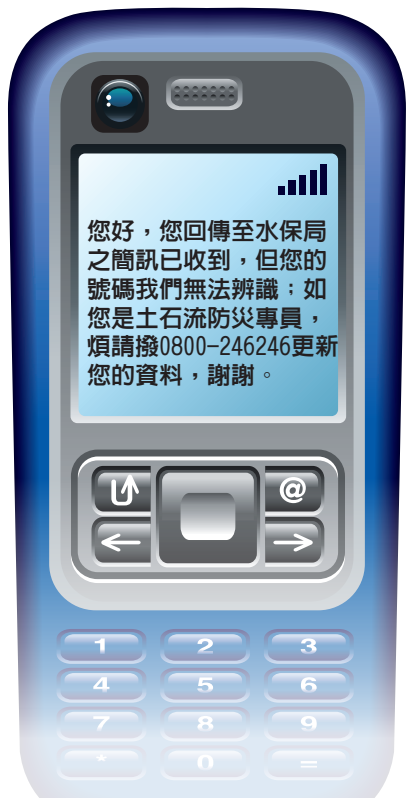 您好，您回傳至水保局
之簡訊已收到，但您的
號碼我們無法辨識；如
您是土石流防災專員，
煩請撥0800-246246更新
您的資料，謝謝。
@
1 2 3
4 5 6
7 8 9
* 0 =